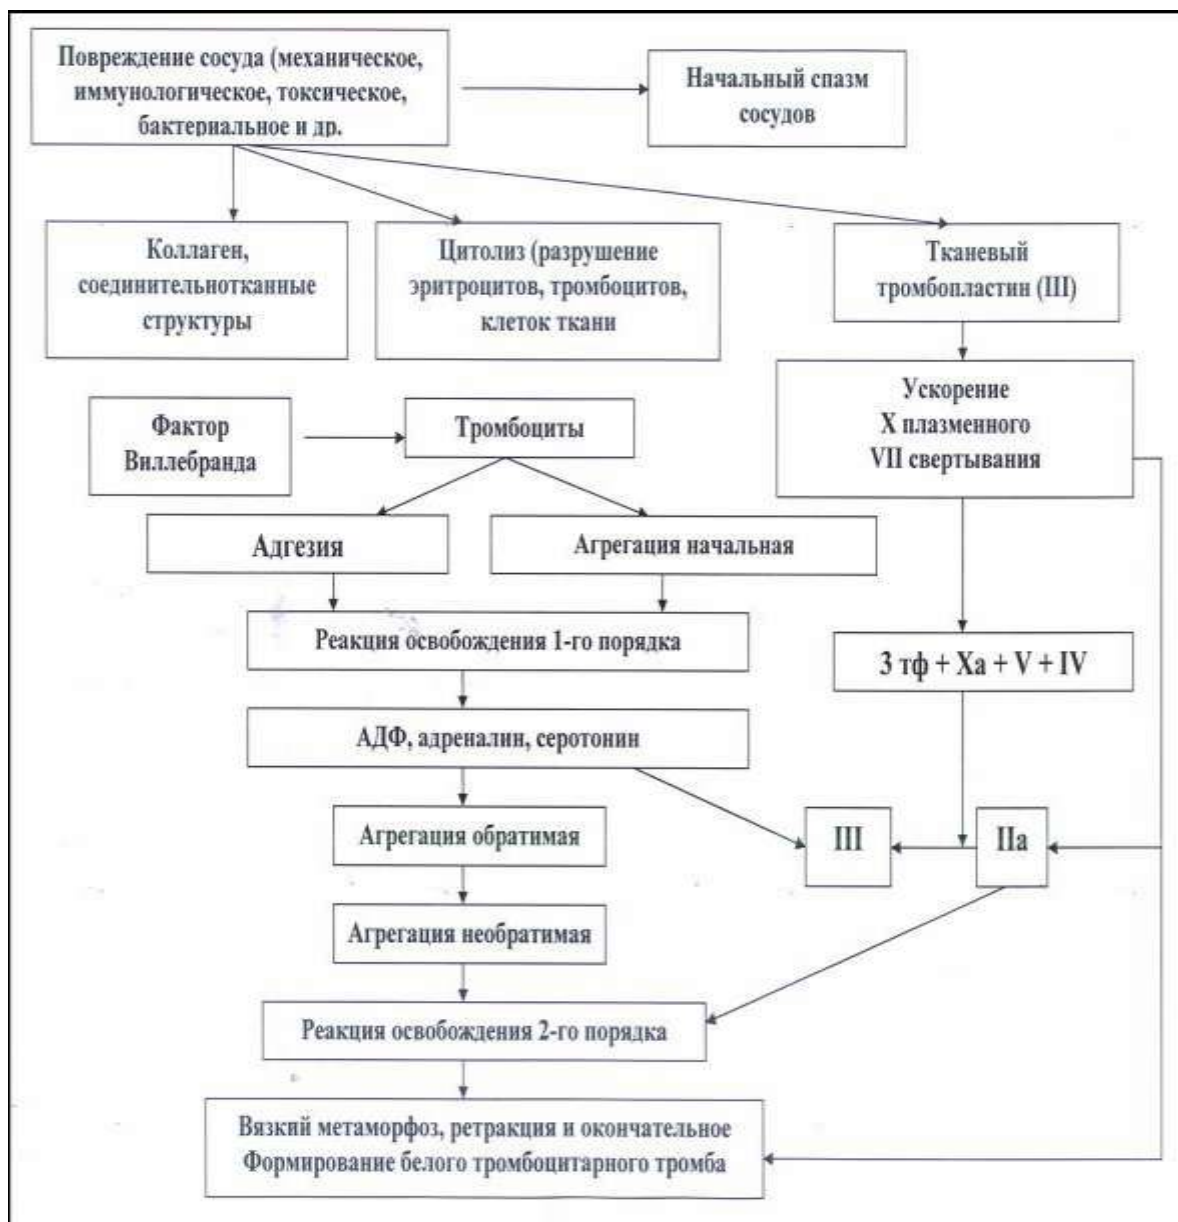 Повреждение сосуда (механическое,
иммунологическое, токсическое,
бактериальное и др.
Начальный спазм
сосудов
Коллаген,
соединительнотканные
структуры
Цитолиз (разрушение
эритроцитов, тромбоцитов,
клеток ткани
Тканевый
тромбопластин (III)
Ускорение
X плазменного
VII свертывания
Фактор
Виллебранда
Тромбоциты
Адгезия
Агрегация начальная
Реакция освобождения 1-го порядка
3 тф + Xa + V + IV
АДФ, адреналин, серотонин
Агрегация обратимая
III
IIa
Агрегация необратимая
Реакция освобождения 2-го порядка
Вязкий метаморфоз, ретракция и окончательное
Формирование белого тромбоцитарного тромба